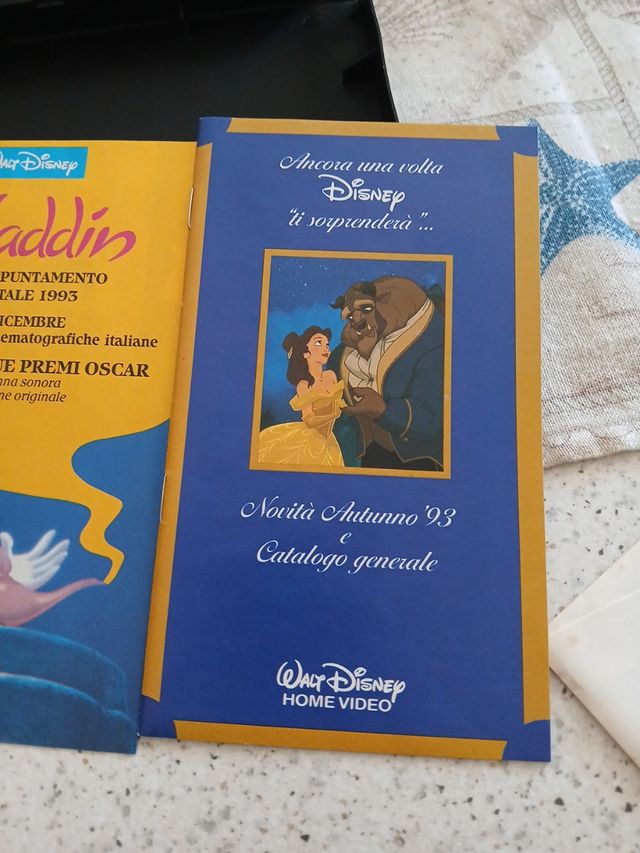 WALT DISNEY
addin
PUNTAMENTO
TALE 1993
DICEMBRE
ematografiche italiane
UE PREMI OSCAR
nna sonora
ne originale
Ancora una volta
DISNEY
"ti sorprenderà"...
Novità Autunno '93
e
Catalogo generale
WALT DISNEY
HOME VIDEO